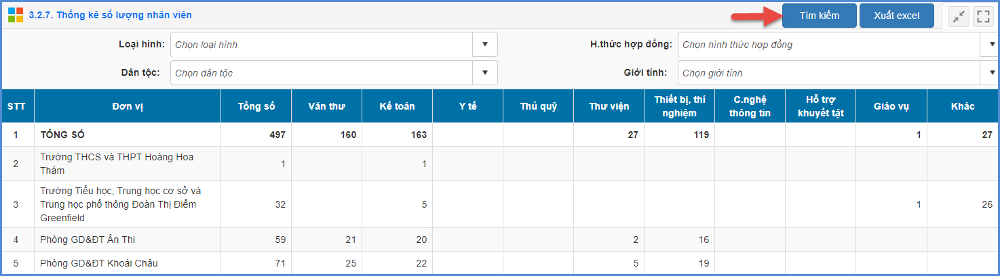 3.2.7. Thống kê số lượng nhân viên
Tìm kiếm
Xuất excel
Loại hình: Chọn loại hình
H.thức hợp đồng: Chọn hình thức hợp đồng
Dân tộc: Chọn dân tộc
Giới tính: Chọn giới tính
STT Đơn vị Tổng số Văn thư Kế toán Y tế Thủ quỹ Thư viện Thiết bị, thí nghiệm C.nghệ thông tin Hỗ trợ khuyết tật Giáo vụ Khác
1 TỔNG SỐ 497 160 163 27 119 1 27
2 Trường THCS và THPT Hoàng Hoa
Thám 1 1
3 Trường Tiểu học, Trung học cơ sở và
Trung học phổ thông Đoàn Thị Điểm
Greenfield 32 5 1 26
4 Phòng GD&ĐT Ân Thi 59 21 20 2 16
5 Phòng GD&ĐT Khoái Châu 71 25 22 5 19